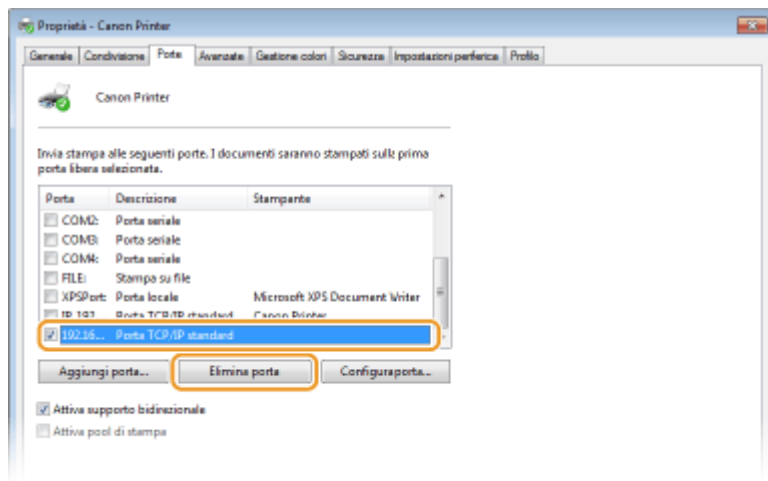 Proprietà - Canon Printer
Generale Condivisione Porte Avanzate Gestione colori Sicurezza Impostazioni periferica Profilo
Canon Printer
Invia stampa alle seguenti porte. I documenti saranno stampati sulla prima
porta libera selezionata.
Porta Descrizione Stampante
COM2: Porta seriale
COM3: Porta seriale
COM4: Porta seriale
FILE: Stampa su file
XPSPort: Porta locale Microsoft XPS Document Writer
IP_192 Porta TCP/IP standard Canon Printer
192.16... Porta TCP/IP standard
Aggiungi porta... Elimina porta Configuraporta...
Attiva supporto bidirezionale
Attiva pool di stampa